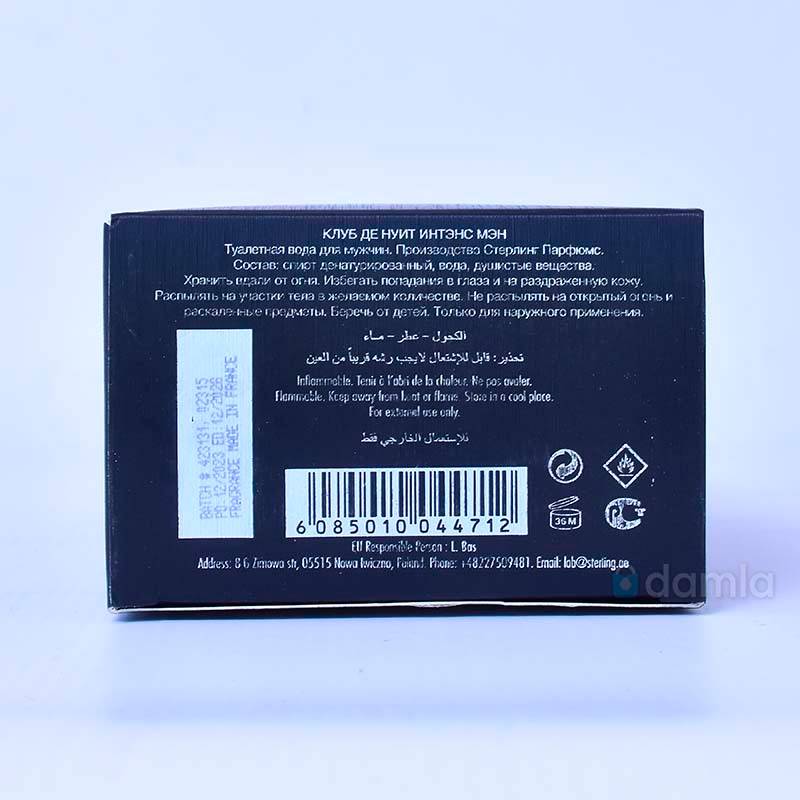 КЛУБ ДЕ НУИТ ИНТЭНС МЭН
Туалетная вода для мужчин. Производство Стерлинг Парфюмс.
Состав: спирт денатурированный, вода, душистые вещества.
Хранить вдали от огня. Избегать попадания в глаза и на раздраженную кожу.
Распылять на участки тела в желаемом количестве. Не распылять на открытый огонь и
раскаленные предметы. Беречь от детей. Только для наружного применения.
الكحول - عطر - مـاء
تحذير: قابل للإشتعال لا يجب رشه قريباً من العين
Inflammable. Tenir à l'abri de la chaleur. Ne pas avaler.
Flammable. Keep away from heat or flame. Store in a cool place.
For external use only.
للإستعمال الخارجي فقط
BATCH # 423131, 02315
PD:12/2023 ED:12/2026
FRAGRANCE MADE IN FRANCE
36M
6 085010 044712
EU Responsible Person : L. Bas
Address: 8-6 Zimowa str, 05515 Nowa Iwiczno, Poland. Phone: +48227509481. Email: lab@sterling.ae
damla